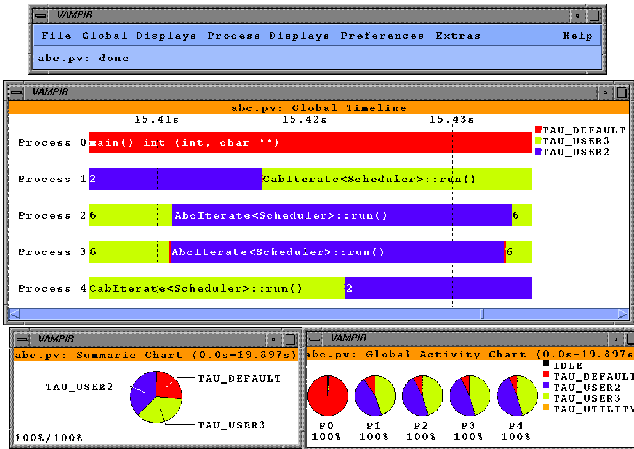 VAMPIR
File Global Displays Process Displays Preferences Extras Help
abc.pv: done
VAMPIR
abc.pv: Global Timeline
15.41s 15.42s 15.43s
Process 0 main() int (int, char **)
TAU_DEFAULT
TAU_USER3
TAU_USER2
Process 1 2 CabIterate<Scheduler>::run()
Process 2 6 AbcIterate<Scheduler>::run() 6
Process 3 6 AbcIterate<Scheduler>::run() 6
Process 4 CabIterate<Scheduler>::run() 2
VAMPIR
abc.pv: Summaric Chart (0.0s-19.897s)
TAU_DEFAULT
TAU_USER2
TAU_USER3
100%/100%
VAMPIR
abc.pv: Global Activity Chart (0.0s-19.897s
IDLE
TAU_DEFAULT
TAU_USER2
TAU_USER3
TAU_UTILITY
P0 P1 P2 P3 P4
100% 100% 100% 100% 100%